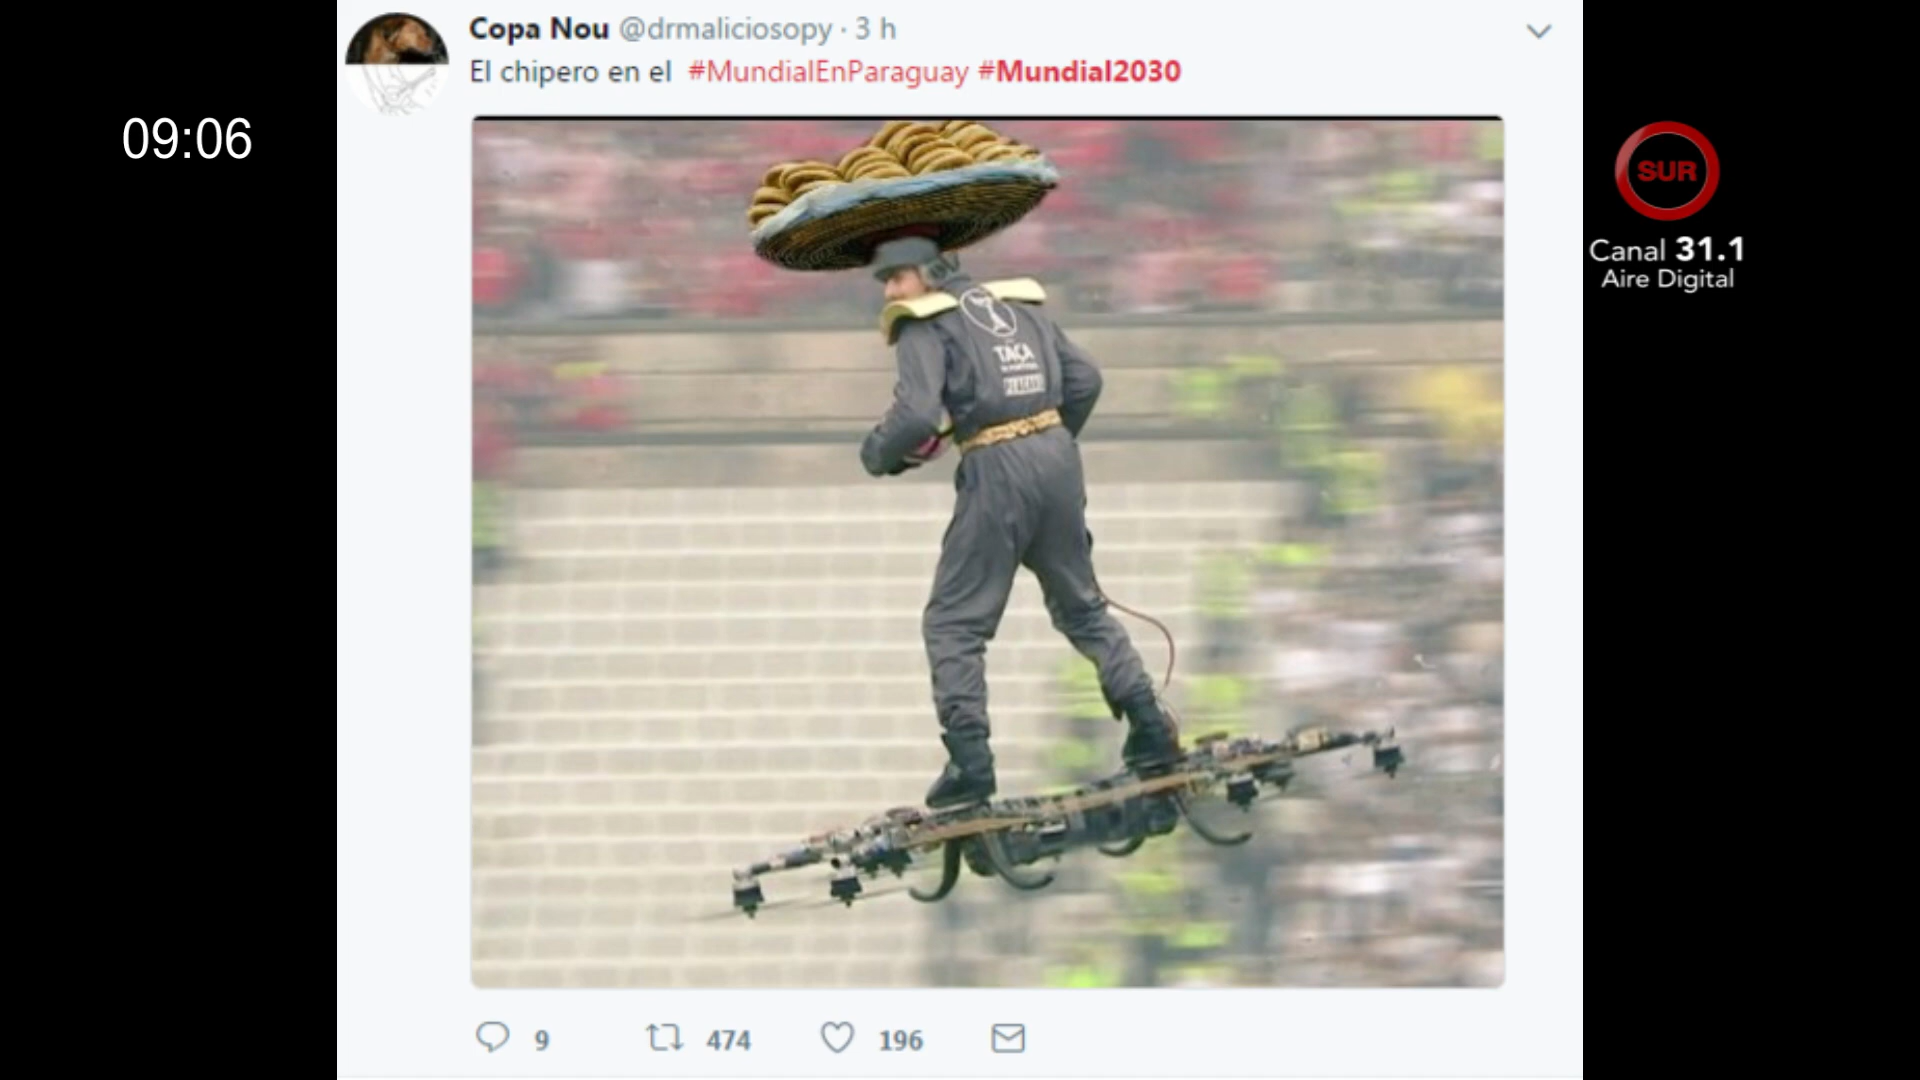 Copa Nou @drmaliciosopy · 3 h
El chipero en el #MundialEnParaguay #Mundial2030
09:06
SUR
Canal 31.1
Aire Digital
TAÇA
9 474 196